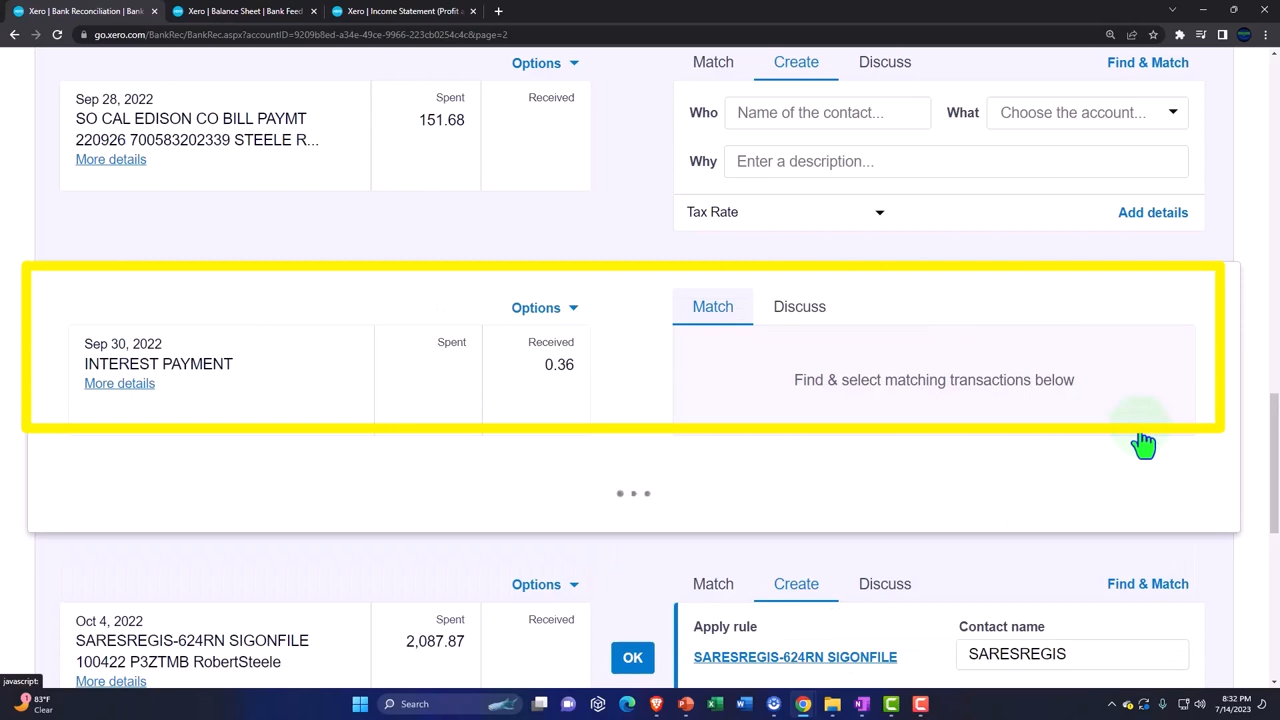 Xero | Bank Reconciliation | Bank
Xero | Balance Sheet | Bank Feed
Xero | Income Statement (Profit a
go.xero.com/BankRec/BankRec.aspx?accountID=9209b8ed-a34e-49ce-9966-223cb0254c4c&page=2
Options
Match Create Discuss Find & Match
Sep 28, 2022 Spent Received
SO CAL EDISON CO BILL PAYMT 151.68
220926 700583202339 STEELE R...
More details
Who Name of the contact... What Choose the account...
Why Enter a description...
Tax Rate Add details
Options Match Discuss
Sep 30, 2022 Spent Received
INTEREST PAYMENT 0.36
More details
Find & select matching transactions below
Options Match Create Discuss Find & Match
Oct 4, 2022 Spent Received
SARESREGIS-624RN SIGONFILE 2,087.87
100422 P3ZTMB RobertSteele
More details
OK
Apply rule Contact name
SARESREGIS-624RN SIGONFILE SARESREGIS
javascript:
83°F
Clear
Search
8:32 PM
7/14/2023